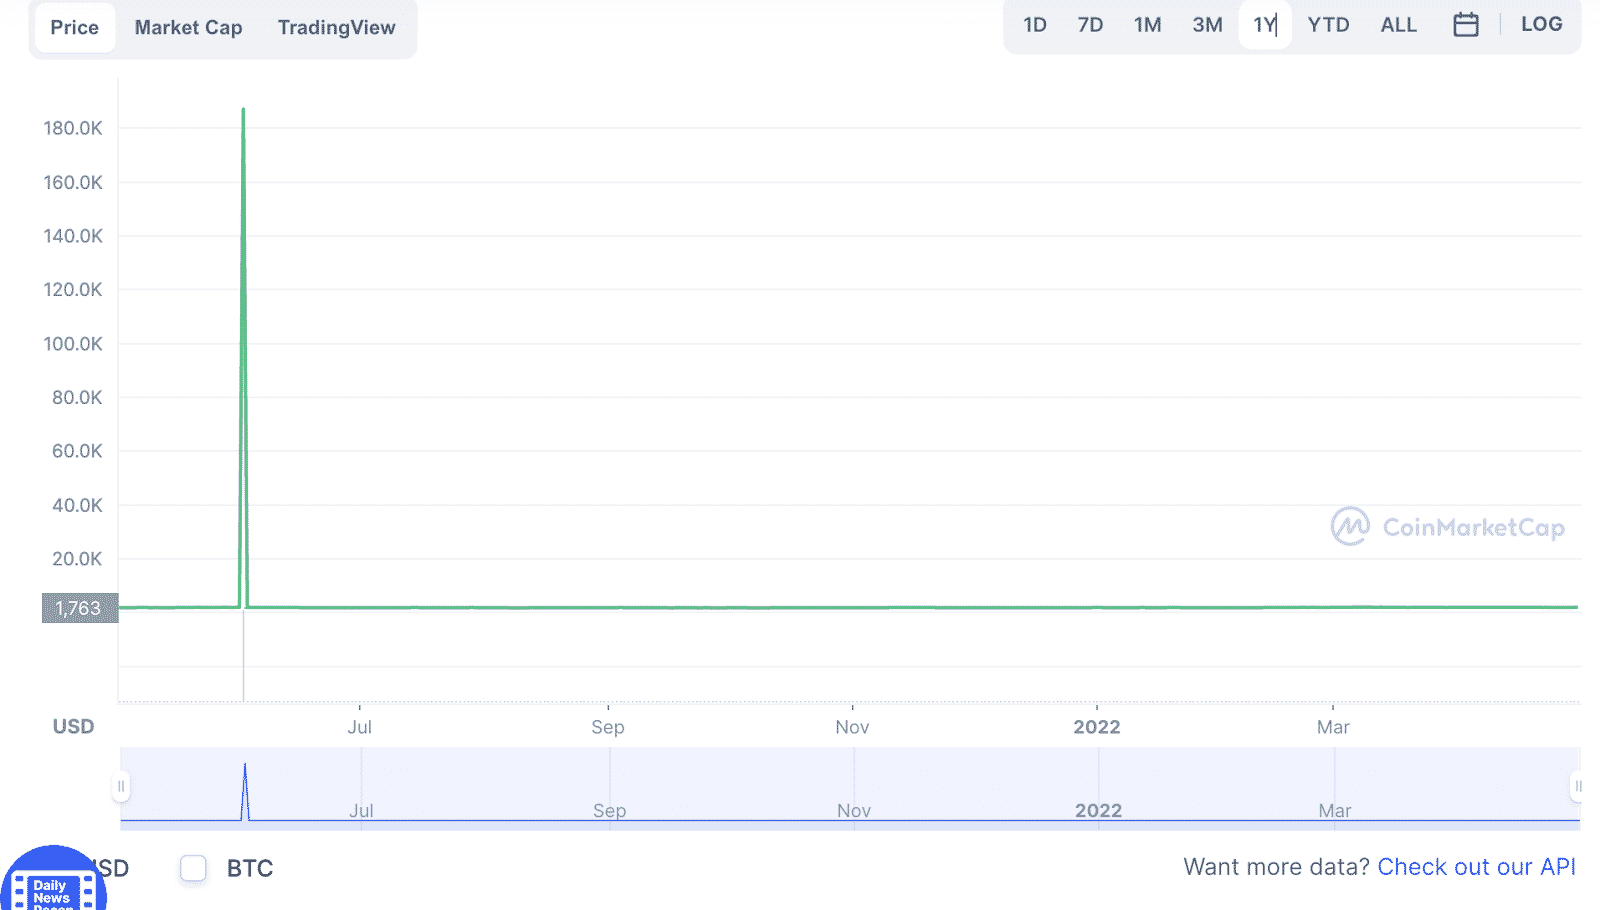 Price Market Cap TradingView
1D 7D 1M 3M 1Y YTD ALL LOG
180.0K
160.0K
140.0K
120.0K
100.0K
80.0K
60.0K
40.0K
CoinMarketCap
20.0K
1,763
USD Jul Sep Nov 2022 Mar
Jul Sep Nov 2022 Mar
SD BTC
Want more data? Check out our API
Daily
News